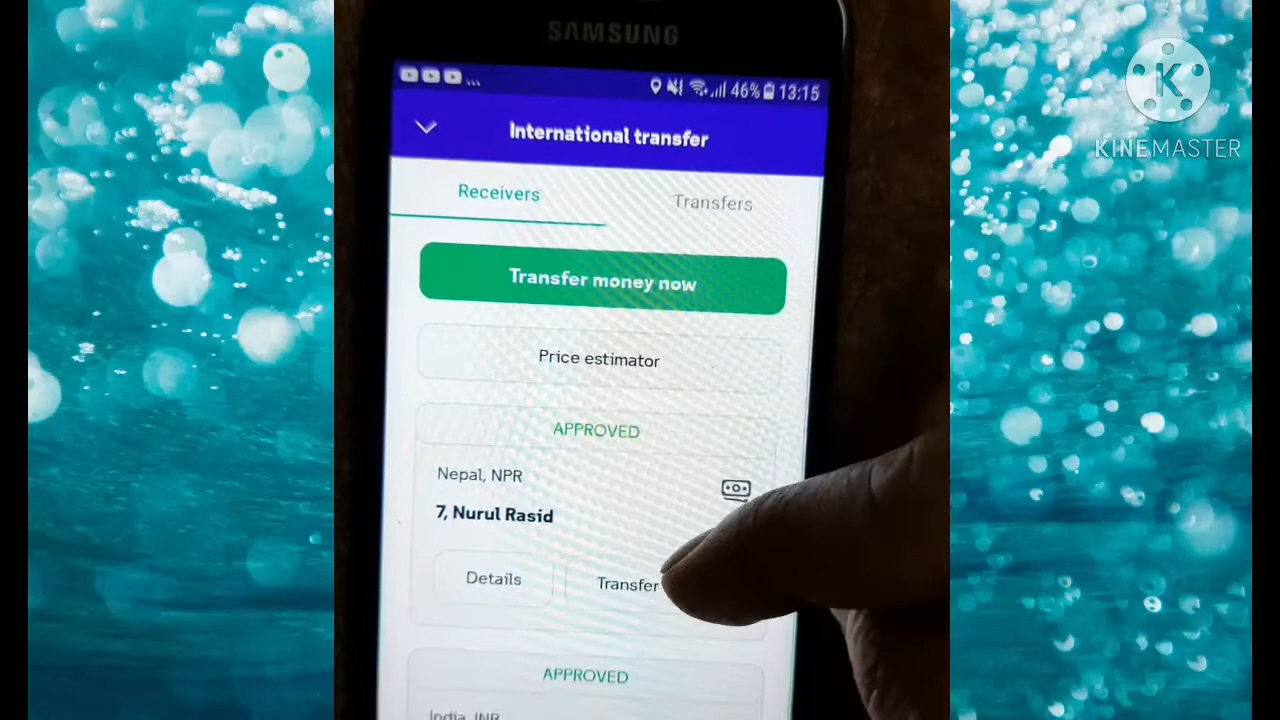 SAMSUNG
... 46% 13:15
International transfer
Receivers Transfers
Transfer money now
Price estimator
APPROVED
Nepal, NPR
7, Nurul Rasid
Details Transfer
APPROVED
India, INR
K
KINEMASTER